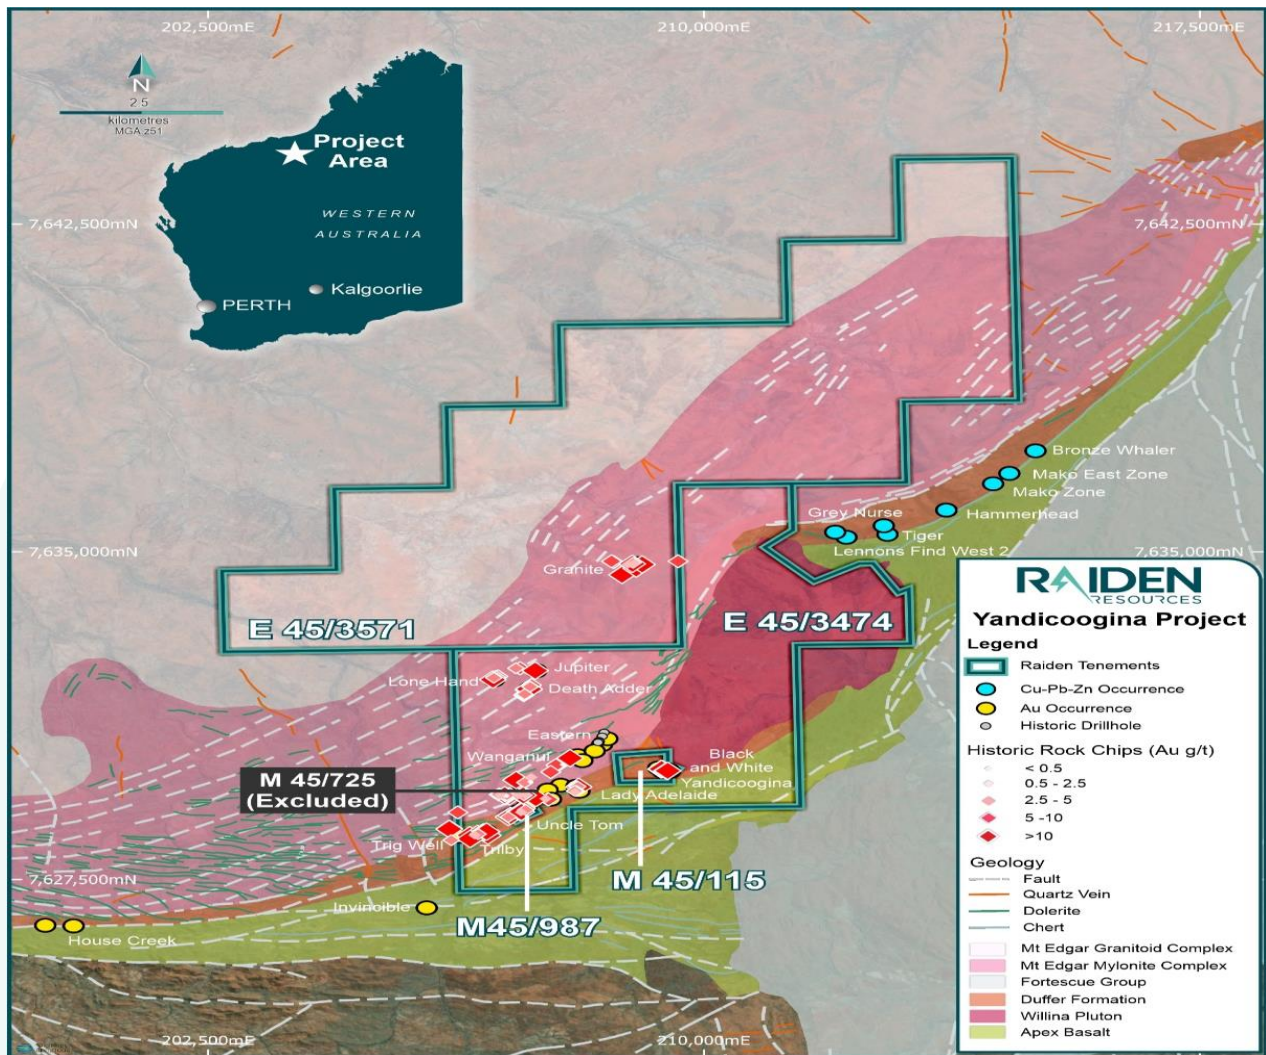 202,500mE
210,000mE
217,500mE
N
2.5
kilometres
MGA z51
Project
Area
WESTERN
AUSTRALIA
7,642,500mN
7,642,500mN
Kalgoorlie
PERTH
Bronze Whaler
Mako East Zone
Mako Zone
Grey Nurse
Hammerhead
Tiger
Lennons Find West 2
7,635,000mN
7,635,000mN
Granite
E 45/3571
E 45/3474
Jupiter
Lone Hand
Death Adder
Eastern
Wanganui
Black
and White
M 45/725
(Excluded)
Yandicoogina
Lady Adelaide
Uncle Tom
Trig Well
Trilby
7,627,500mN
M 45/115
Invincible
M45/987
House Creek
202,500mE
210,000mE
RAIDEN
RESOURCES
Yandicoogina Project
Legend
Raiden Tenements
Cu-Pb-Zn Occurrence
Au Occurrence
Historic Drillhole
Historic Rock Chips (Au g/t)
< 0.5
0.5 - 2.5
2.5 - 5
5 -10
>10
Geology
Fault
Quartz Vein
Dolerite
Chert
Mt Edgar Granitoid Complex
Mt Edgar Mylonite Complex
Fortescue Group
Duffer Formation
Willina Pluton
Apex Basalt